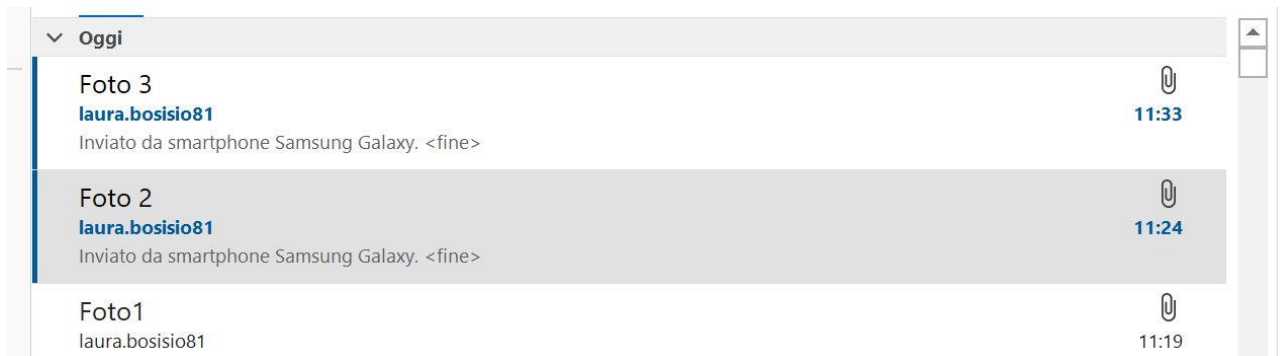 Oggi
Foto 3
laura.bosisio81
11:33
Inviato da smartphone Samsung Galaxy. <fine>
Foto 2
laura.bosisio81
11:24
Inviato da smartphone Samsung Galaxy. <fine>
Foto1
laura.bosisio81
11:19